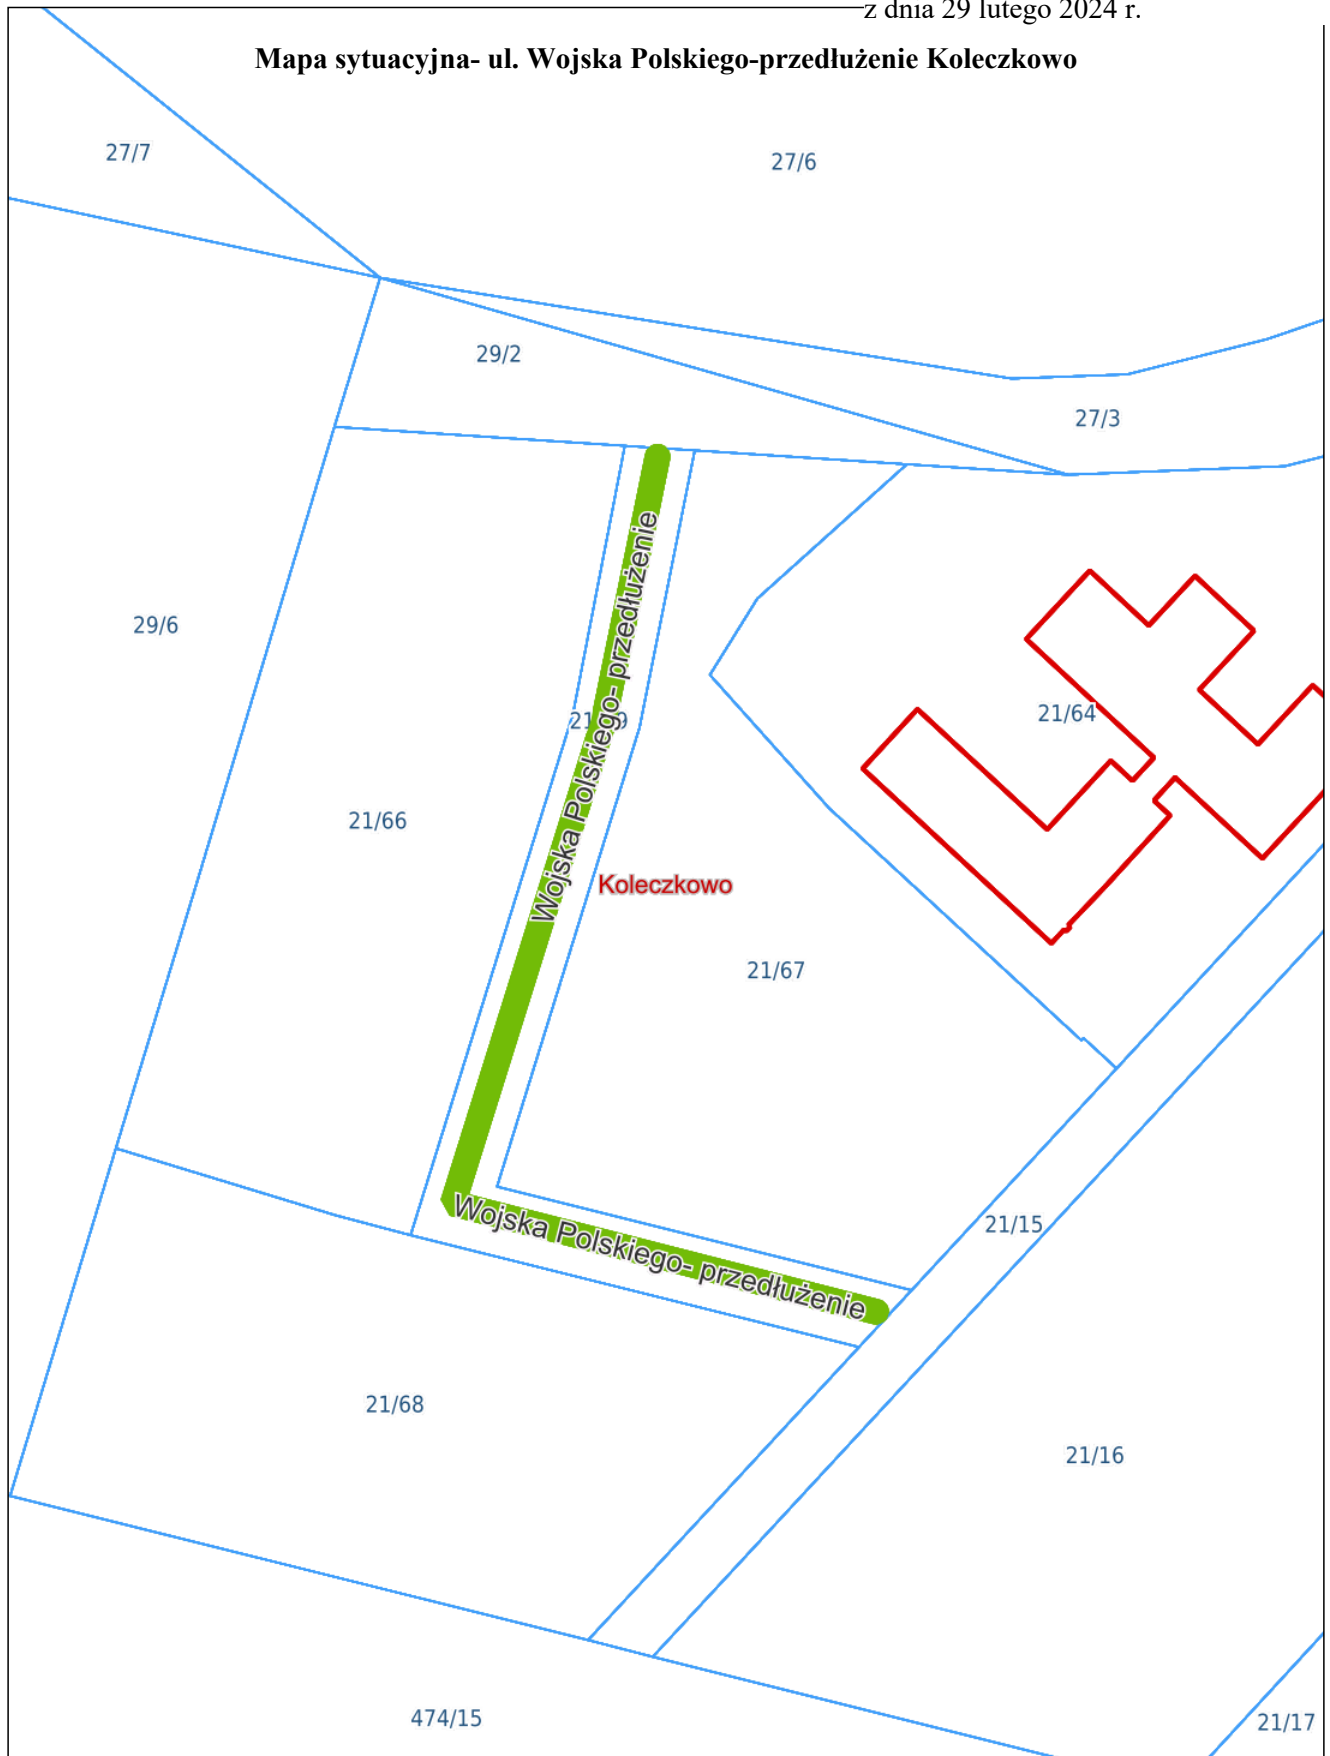 z dnia 29 lutego 2024 r.
Mapa sytuacyjna- ul. Wojska Polskiego-przedłużenie Koleczkowo
27/7
27/6
29/2
27/3
29/6
Wojska Polskiego- przedłużenie
21/64
21/66
Koleczkowo
21/67
Wojska Polskiego- przedłużenie
21/15
21/68
21/16
474/15
21/17